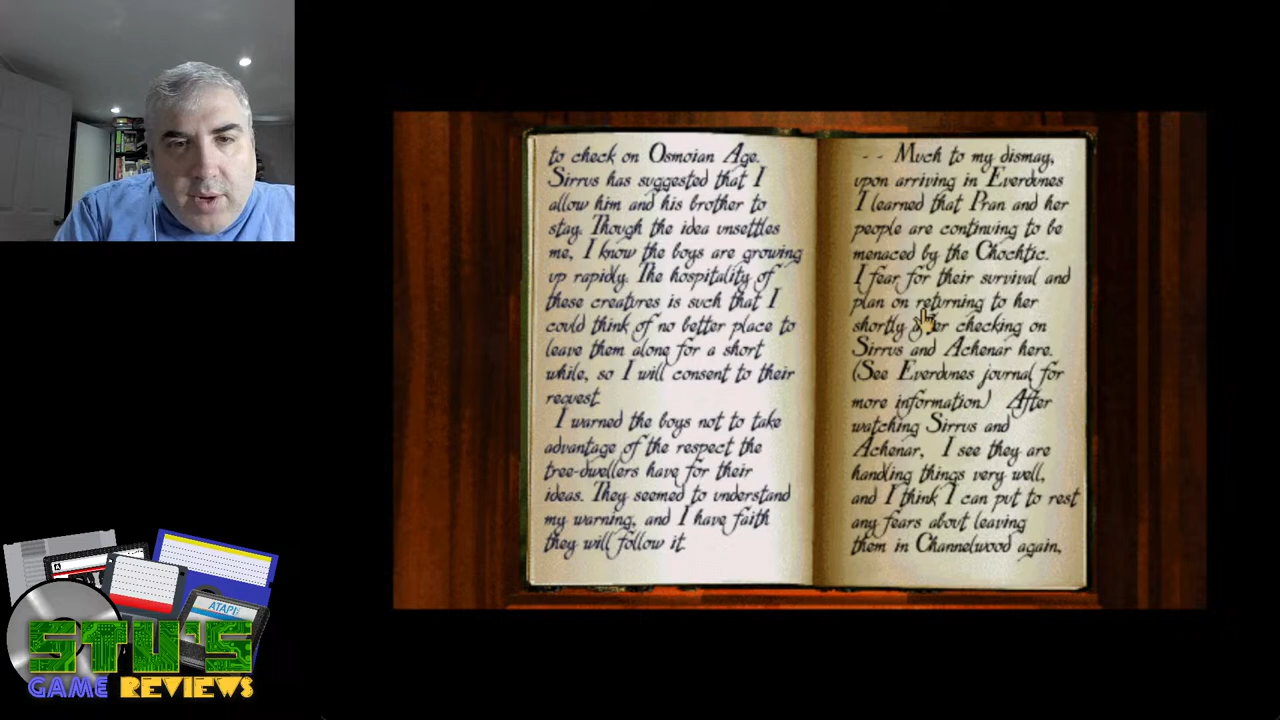 to check on Osmoian Age.
Sirrus has suggested that I
allow him and his brother to
stay. Though the idea unsettles
me, I know the boys are growing
up rapidly. The hospitality of
these creatures is such that I
could think of no better place to
leave them alone for a short
while, so I will consent to their
request.
I warned the boys not to take
advantage of the respect the
tree-dwellers have for their
ideas. They seemed to understand
my warning, and I have faith
they will follow it.
- - Much to my dismay,
upon arriving in Everdunes
I learned that Pran and her
people are continuing to be
menaced by the Chochtic.
I fear for their survival and
plan on returning to her
shortly after checking on
Sirrus and Achenar here.
(See Everdunes journal for
more information) After
watching Sirrus and
Achenar, I see they are
handling things very well,
and I think I can put to rest
any fears about leaving
them in Channelwood again,
ATAPI
STU'S
GAME REVIEWS